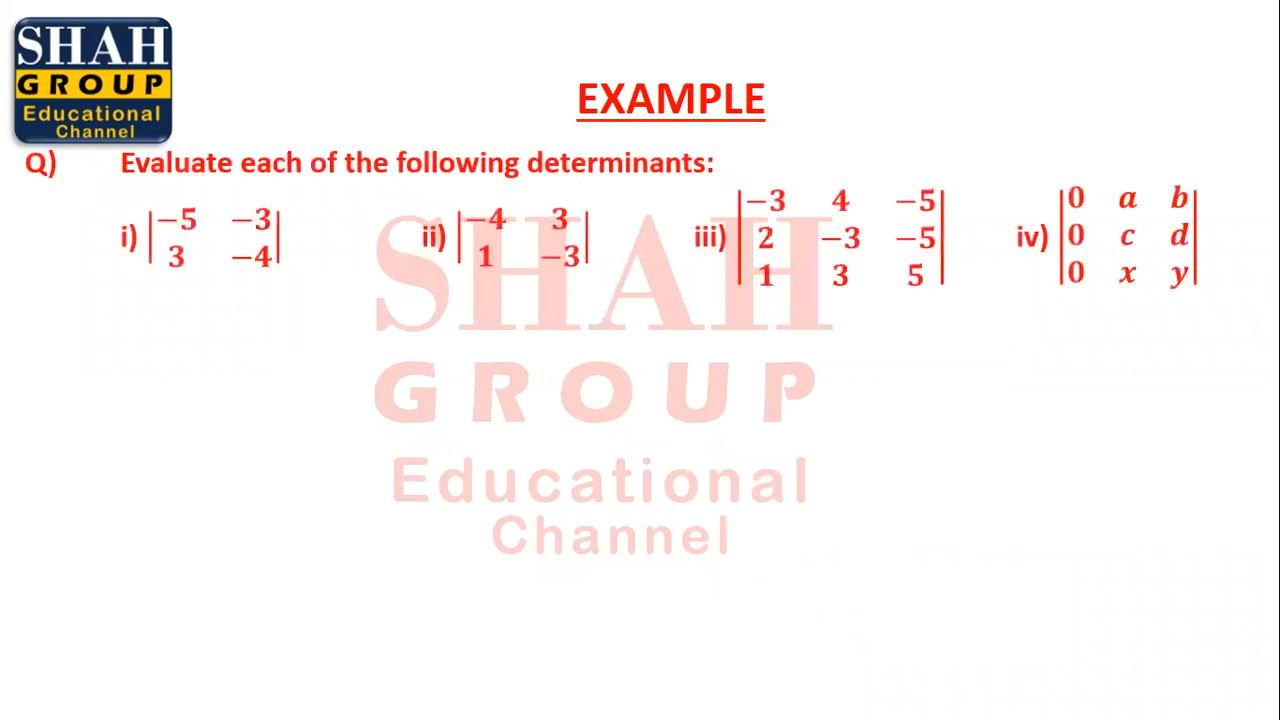 SHAH
GROUP
Educational
Channel
EXAMPLE
Q) Evaluate each of the following determinants:
i) |−5 −3| ii) |−4 3| iii) |−3 4 −5| iv) |0 a b|
|3 −4| |1 −3| |2 −3 −5| |0 c d|
|1 3 5| |0 x y|
SHAH
GROUP
Educational
Channel